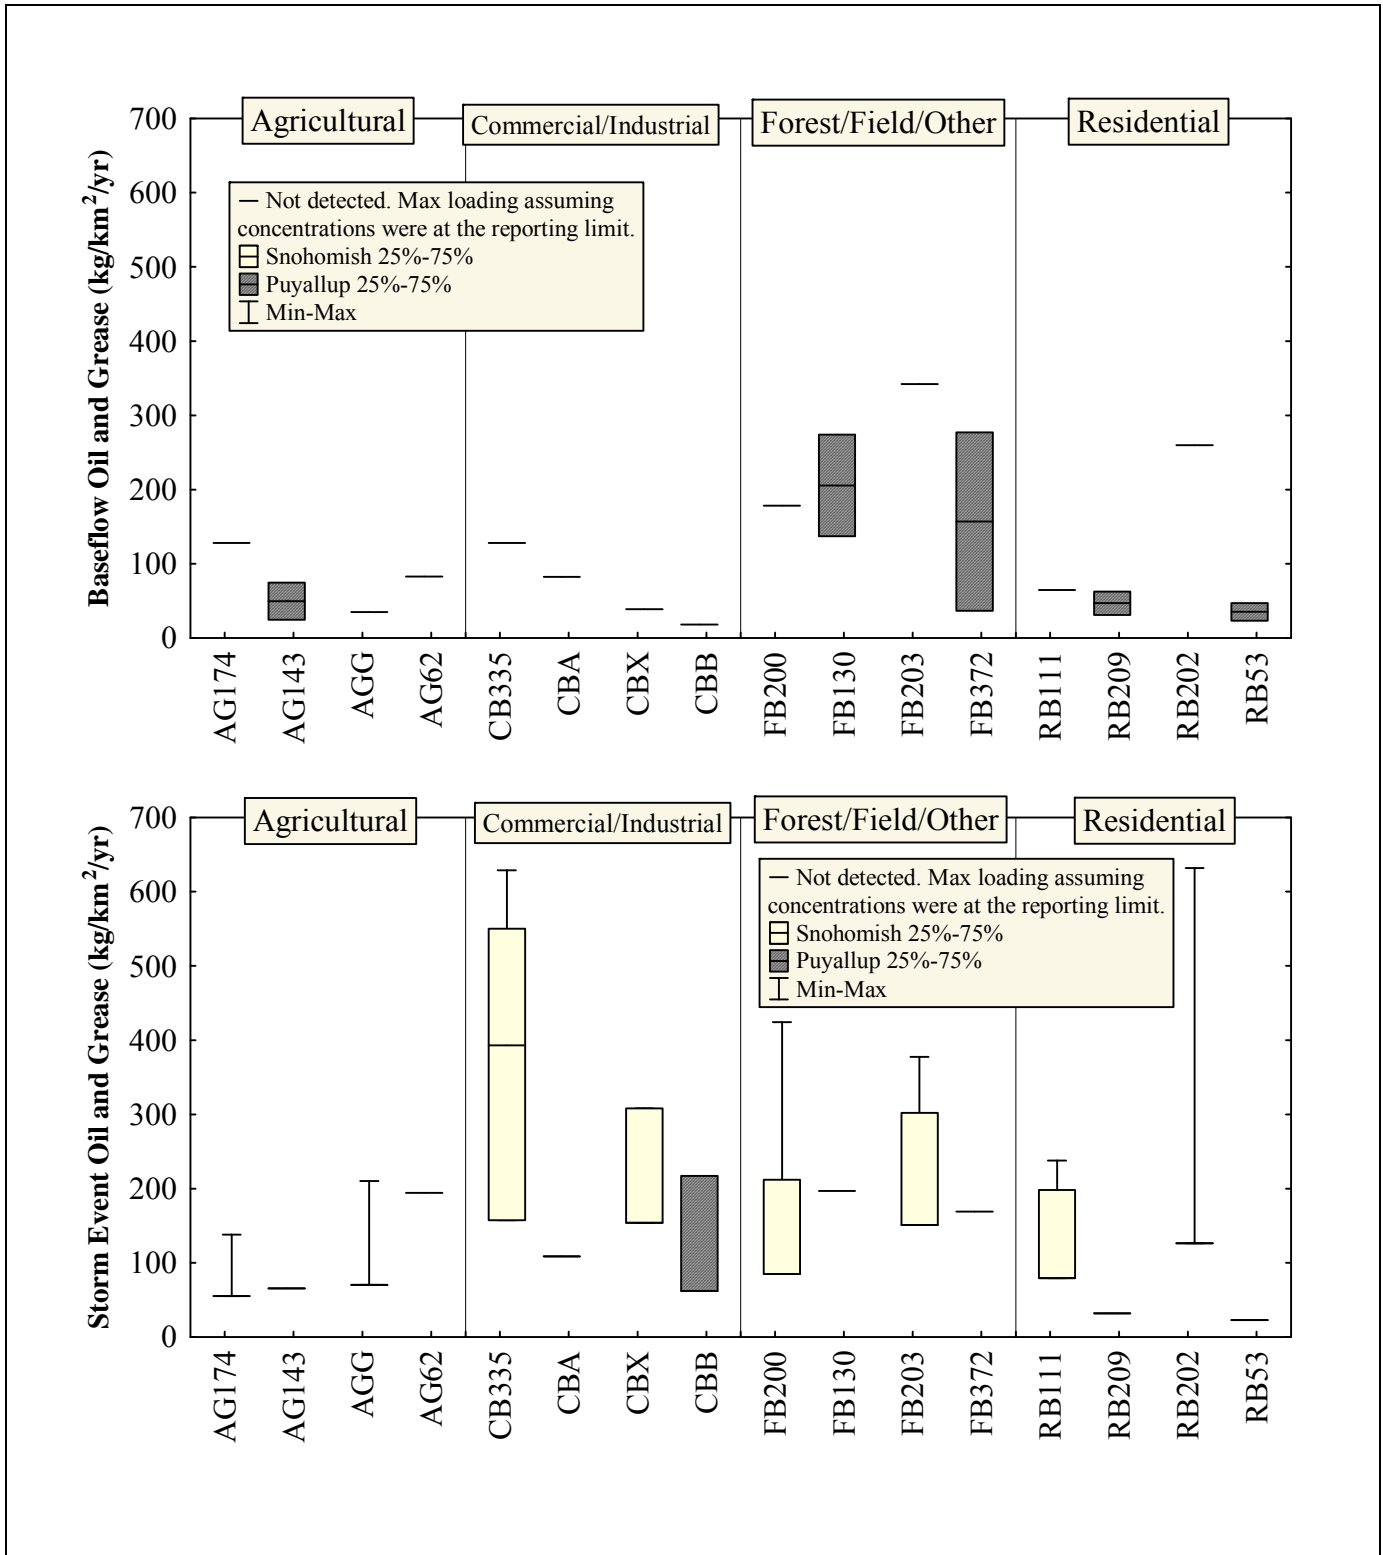 Agricultural
Commercial/Industrial
Forest/Field/Other
Residential
Baseflow Oil and Grease (kg/km²/yr)
700
600
500
400
300
200
100
0
— Not detected. Max loading assuming
concentrations were at the reporting limit.
Snohomish 25%-75%
Puyallup 25%-75%
Min-Max
AG174
AG143
AGG
AG62
CB335
CBA
CBX
CBB
FB200
FB130
FB203
FB372
RB111
RB209
RB202
RB53
Agricultural
Commercial/Industrial
Forest/Field/Other
Residential
Storm Event Oil and Grease (kg/km²/yr)
700
600
500
400
300
200
100
0
— Not detected. Max loading assuming
concentrations were at the reporting limit.
Snohomish 25%-75%
Puyallup 25%-75%
Min-Max
AG174
AG143
AGG
AG62
CB335
CBA
CBX
CBB
FB200
FB130
FB203
FB372
RB111
RB209
RB202
RB53